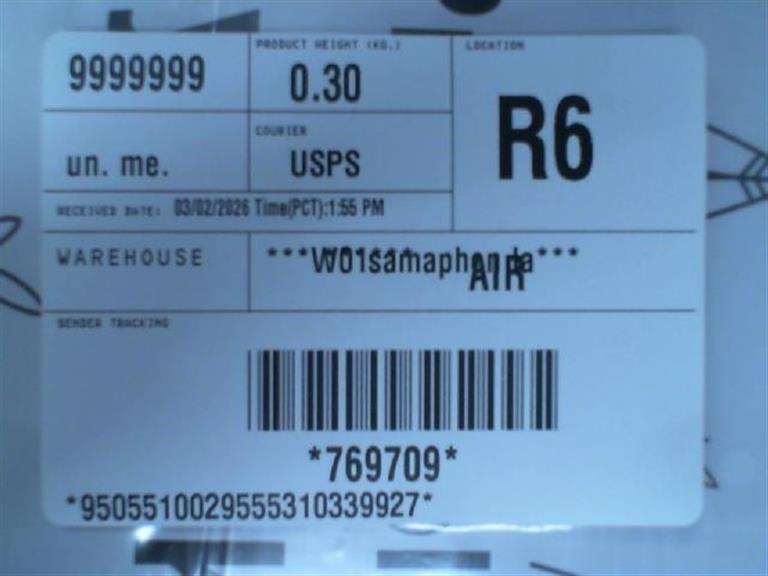 9999999
PRODUCT HEIGHT (KG.)
0.30
LOCATION
R6
un. me.
COURIER
USPS
RECEIVED DATE: 03/02/2026 Time(PCT):1:55 PM
WAREHOUSE
AIR
SENDER TRACKING
*769709*
*9505510029555310339927*